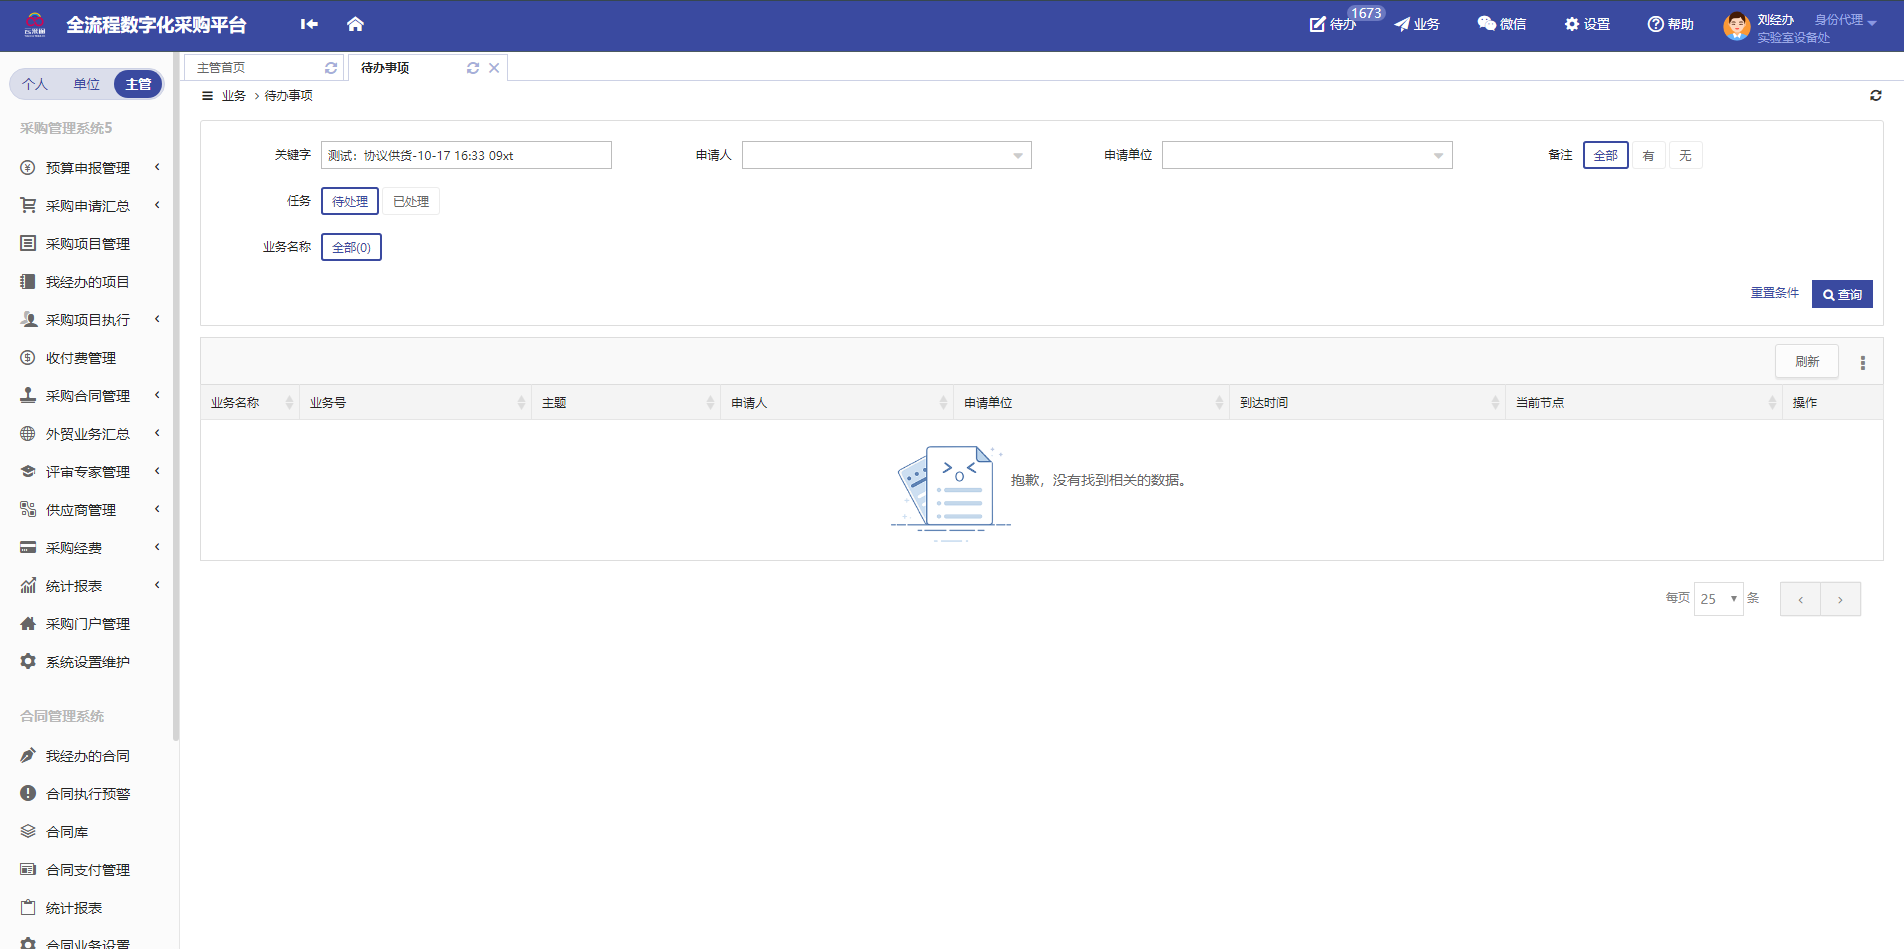 全流程数字化采购平台
待办
1673
业务
微信
设置
帮助
刘经办
身份代理
实验室设备处
个人
单位
主管
主管首页
待办事项
业务 › 待办事项
采购管理系统5
预算申报管理
采购申请汇总
采购项目管理
我经办的项目
采购项目执行
收付费管理
采购合同管理
外贸业务汇总
评审专家管理
供应商管理
采购经费
统计报表
采购门户管理
系统设置维护
合同管理系统
我经办的合同
合同执行预警
合同库
合同支付管理
统计报表
合同业务设置
关键字
测试：协议供货-10-17 16:33 09xt
申请人
申请单位
备注
全部
有
无
任务
待处理
已处理
业务名称
全部(0)
重置条件
查询
刷新
业务名称
业务号
主题
申请人
申请单位
到达时间
当前节点
操作
抱歉，没有找到相关的数据。
每页
25
条